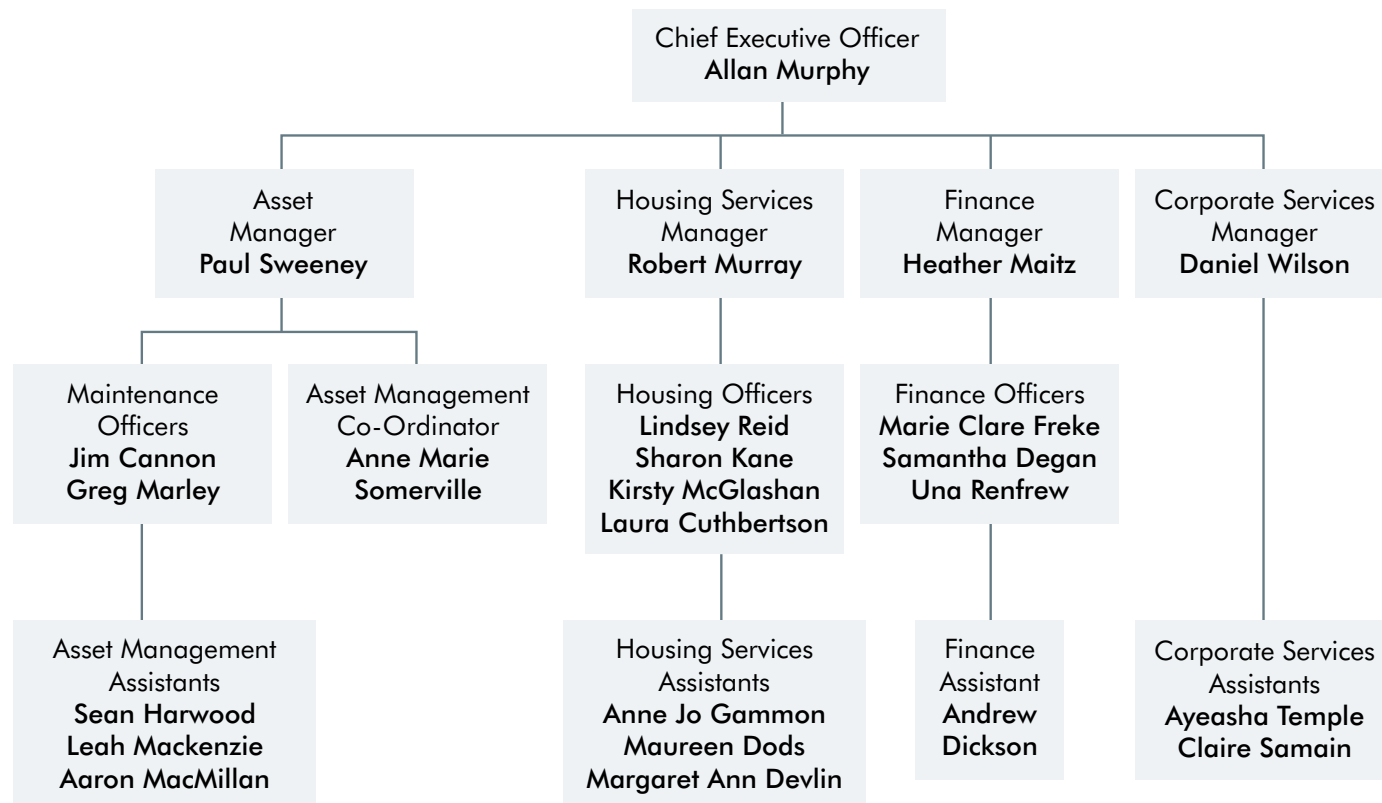 Chief Executive Officer
Allan Murphy
Asset
Manager
Paul Sweeney
Housing Services
Manager
Robert Murray
Finance
Manager
Heather Maitz
Corporate Services
Manager
Daniel Wilson
Maintenance
Officers
Jim Cannon
Greg Marley
Asset Management
Co-Ordinator
Anne Marie
Somerville
Housing Officers
Lindsey Reid
Sharon Kane
Kirsty McGlashan
Laura Cuthbertson
Finance Officers
Marie Clare Freke
Samantha Degan
Una Renfrew
Asset Management
Assistants
Sean Harwood
Leah Mackenzie
Aaron MacMillan
Housing Services
Assistants
Anne Jo Gammon
Maureen Dods
Margaret Ann Devlin
Finance
Assistant
Andrew
Dickson
Corporate Services
Assistants
Ayeasha Temple
Claire Samain